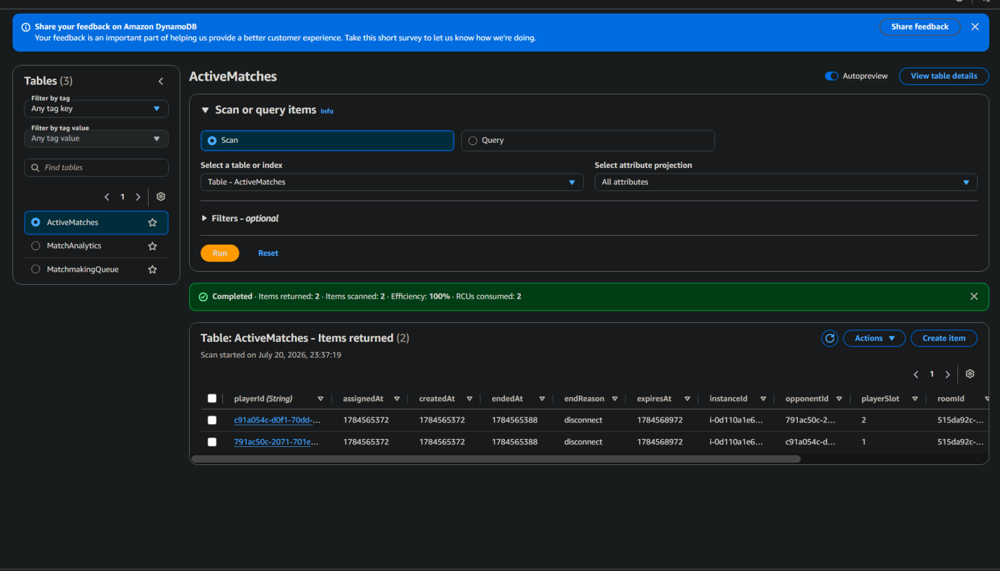 Share your feedback on Amazon DynamoDB
Your feedback is an important part of helping us provide a better customer experience. Take this short survey to let us know how we're doing.
Share feedback
Tables (3)
Filter by tag
Any tag key
Filter by tag value
Any tag value
Find tables
1
ActiveMatches
MatchAnalytics
MatchmakingQueue
ActiveMatches
Autopreview
View table details
Scan or query items Info
Scan
Query
Select a table or index
Table - ActiveMatches
Select attribute projection
All attributes
Filters - optional
Run
Reset
Completed · Items returned: 2 · Items scanned: 2 · Efficiency: 100% · RCUs consumed: 2
Table: ActiveMatches - Items returned (2)
Scan started on July 20, 2026, 23:37:19
Actions
Create item
1
playerId (String) assignedAt createdAt endedAt endReason expiresAt instanceId opponentId playerSlot roomId
c91a054c-d0f1-70dd-... 1784565372 1784565372 1784565388 disconnect 1784568972 i-0d110a1e6... 791ac50c-2... 2 515da92c-...
791ac50c-2071-701e... 1784565372 1784565372 1784565388 disconnect 1784568972 i-0d110a1e6... c91a054c-d... 1 515da92c-...